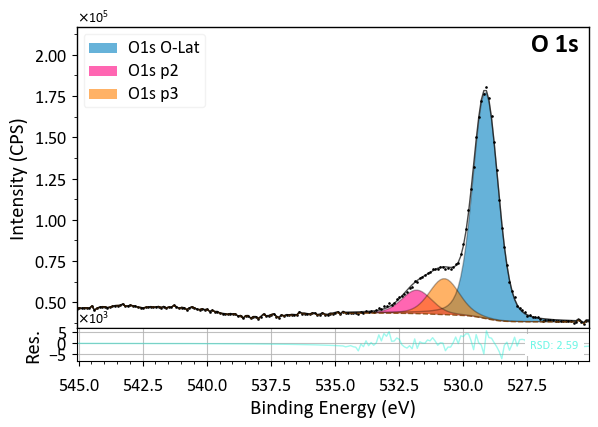 ×10⁵
O 1s
O1s O-Lat
O1s p2
O1s p3
2.00
1.75
1.50
1.25
1.00
0.75
0.50
Intensity (CPS)
×10³
5
0
−5
Res.
RSD: 2.59
545.0 542.5 540.0 537.5 535.0 532.5 530.0 527.5
Binding Energy (eV)